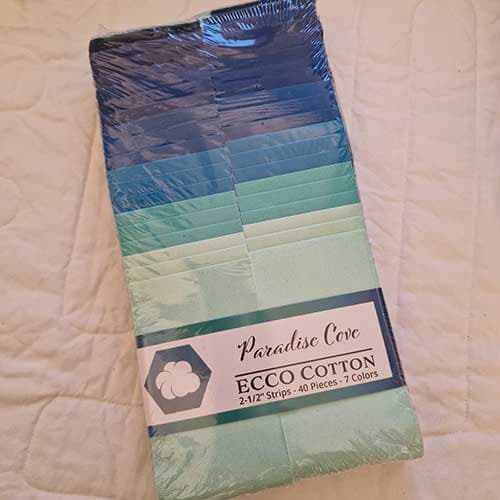 Paradise Cove
ECCO COTTON
2-1/2" Strips - 40 Pieces - 7 Colors